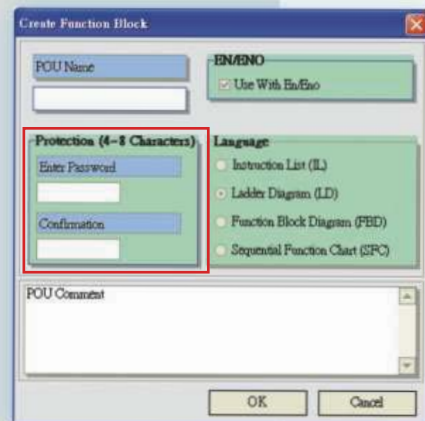 Create Function Block
POU Name
EN/ENO
Use With En/Eno
Protection (4~8 Characters)
Enter Password
Confirmation
Language
Instruction List (IL)
Ladder Diagram (LD)
Function Block Diagram (FBD)
Sequential Function Chart (SFC)
POU Comment
OK
Cancel